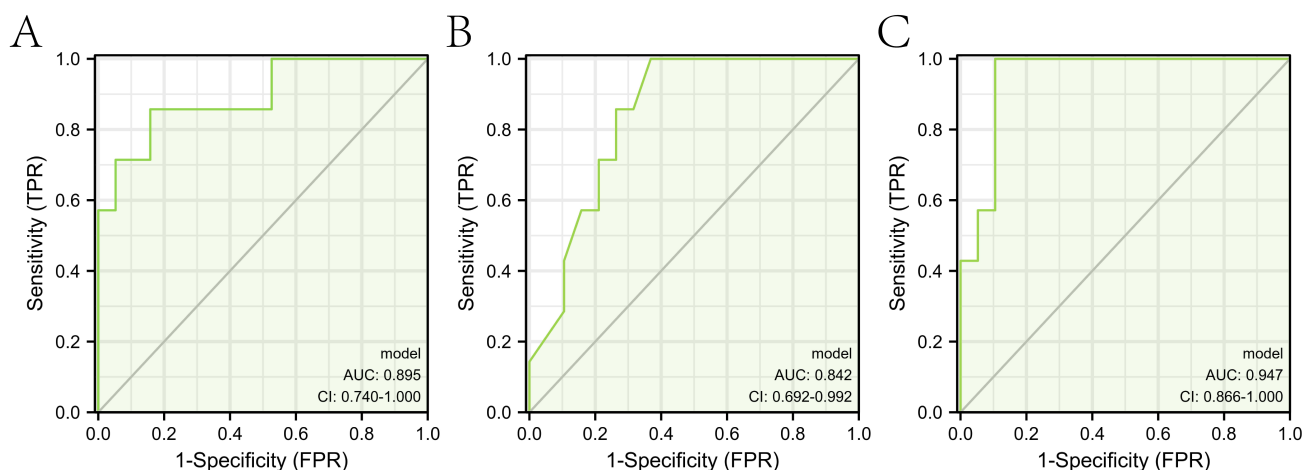 A
Sensitivity (TPR)
1.0
0.8
0.6
0.4
0.2
0.0
model
AUC: 0.895
CI: 0.740-1.000
0.0 0.2 0.4 0.6 0.8 1.0
1-Specificity (FPR)
B
Sensitivity (TPR)
1.0
0.8
0.6
0.4
0.2
0.0
model
AUC: 0.842
CI: 0.692-0.992
0.0 0.2 0.4 0.6 0.8 1.0
1-Specificity (FPR)
C
Sensitivity (TPR)
1.0
0.8
0.6
0.4
0.2
0.0
model
AUC: 0.947
CI: 0.866-1.000
0.0 0.2 0.4 0.6 0.8 1.0
1-Specificity (FPR)